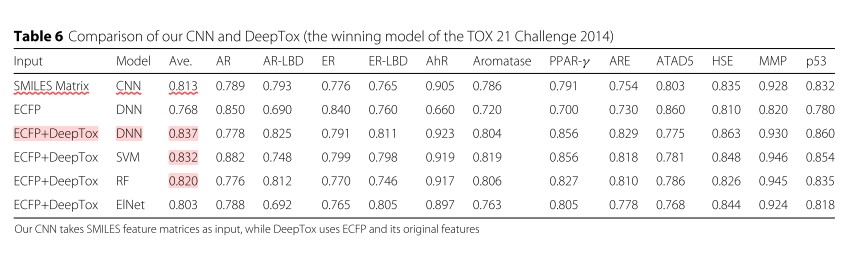 Table 6 Comparison of our CNN and DeepTox (the winning model of the TOX 21 Challenge 2014)
Input Model Ave. AR AR-LBD ER ER-LBD AhR Aromatase PPAR-γ ARE ATAD5 HSE MMP p53
SMILES Matrix CNN 0.813 0.789 0.793 0.776 0.765 0.905 0.786 0.791 0.754 0.803 0.835 0.928 0.832
ECFP DNN 0.768 0.850 0.690 0.840 0.760 0.660 0.720 0.700 0.730 0.860 0.810 0.820 0.780
ECFP+DeepTox DNN 0.837 0.778 0.825 0.791 0.811 0.923 0.804 0.856 0.829 0.775 0.863 0.930 0.860
ECFP+DeepTox SVM 0.832 0.882 0.748 0.799 0.798 0.919 0.819 0.856 0.818 0.781 0.848 0.946 0.854
ECFP+DeepTox RF 0.820 0.776 0.812 0.770 0.746 0.917 0.806 0.827 0.810 0.786 0.826 0.945 0.835
ECFP+DeepTox ElNet 0.803 0.788 0.692 0.765 0.805 0.897 0.763 0.805 0.778 0.768 0.844 0.924 0.818
Our CNN takes SMILES feature matrices as input, while DeepTox uses ECFP and its original features